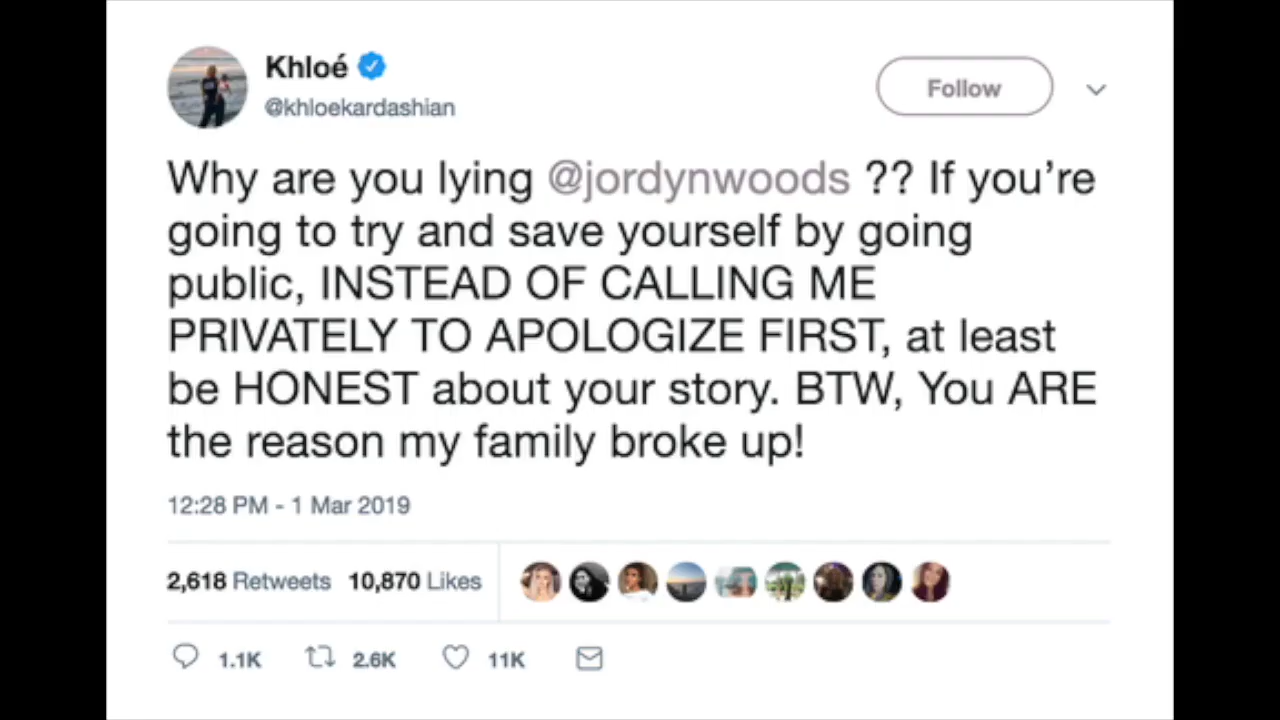 Khloé
@khloekardashian
Follow
Why are you lying @jordynwoods ?? If you’re
going to try and save yourself by going
public, INSTEAD OF CALLING ME
PRIVATELY TO APOLOGIZE FIRST, at least
be HONEST about your story. BTW, You ARE
the reason my family broke up!
12:28 PM - 1 Mar 2019
2,618 Retweets 10,870 Likes
1.1K 2.6K 11K